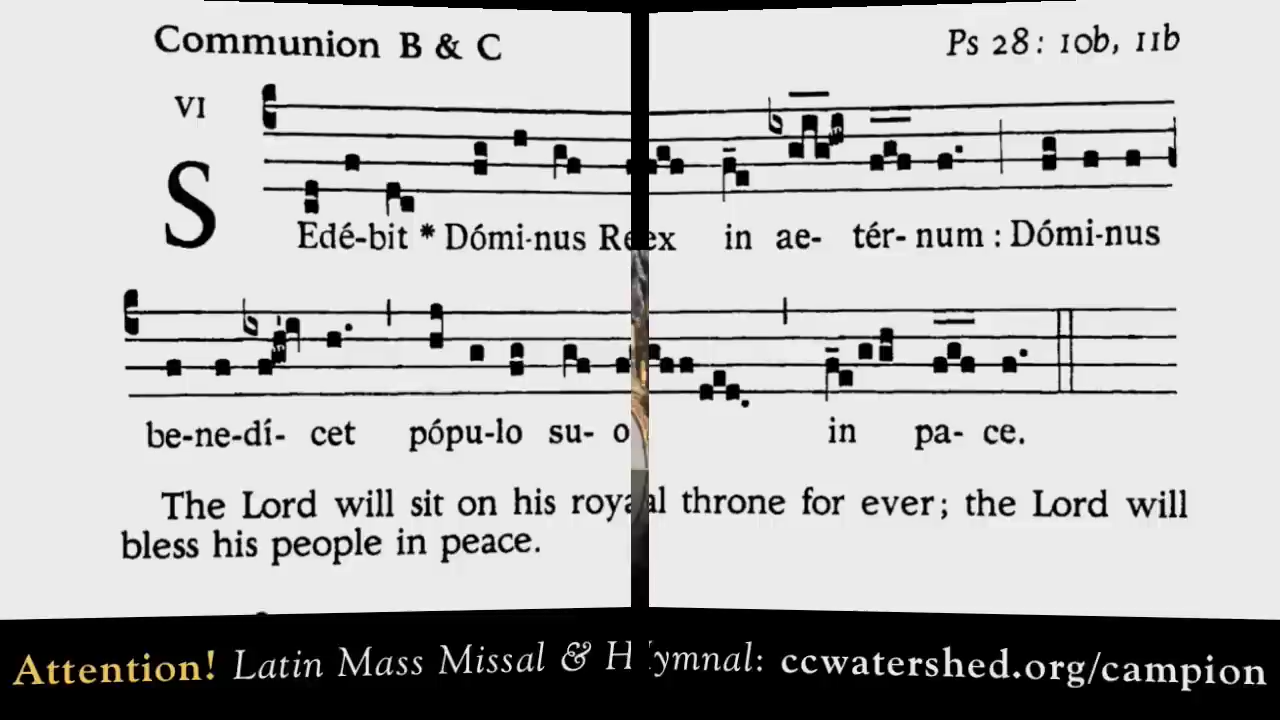 Communion B & C
Ps 28: 10b, 11b
VI
SEdé-bit * Dómi-nus Rex in ae- tér- num : Dómi-nus
be-ne-dí- cet pópu-lo su- o in pa- ce.
The Lord will sit on his royal throne for ever; the Lord will
bless his people in peace.
Attention! Latin Mass Missal & Hymnal: ccwatershed.org/campion